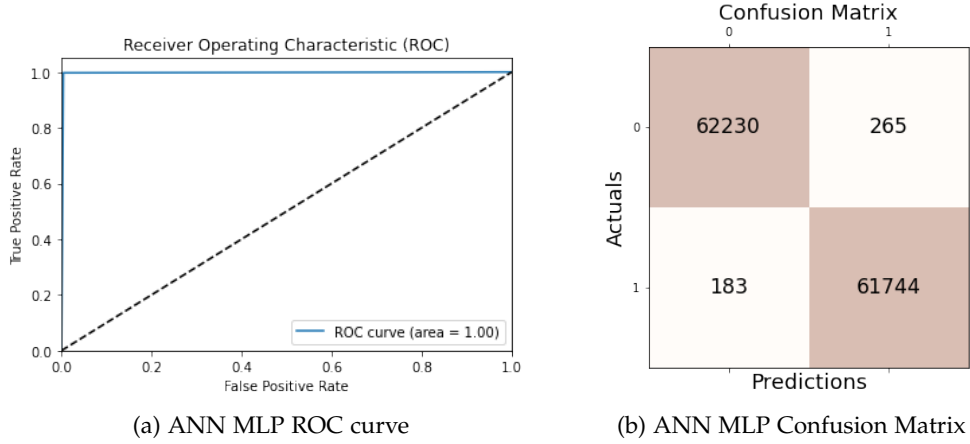 Receiver Operating Characteristic (ROC)
True Positive Rate
1.0
0.8
0.6
0.4
0.2
0.0
0.0 0.2 0.4 0.6 0.8 1.0
False Positive Rate
ROC curve (area = 1.00)
(a) ANN MLP ROC curve
Confusion Matrix
0 1
Actuals
0 62230 265
1 183 61744
Predictions
(b) ANN MLP Confusion Matrix